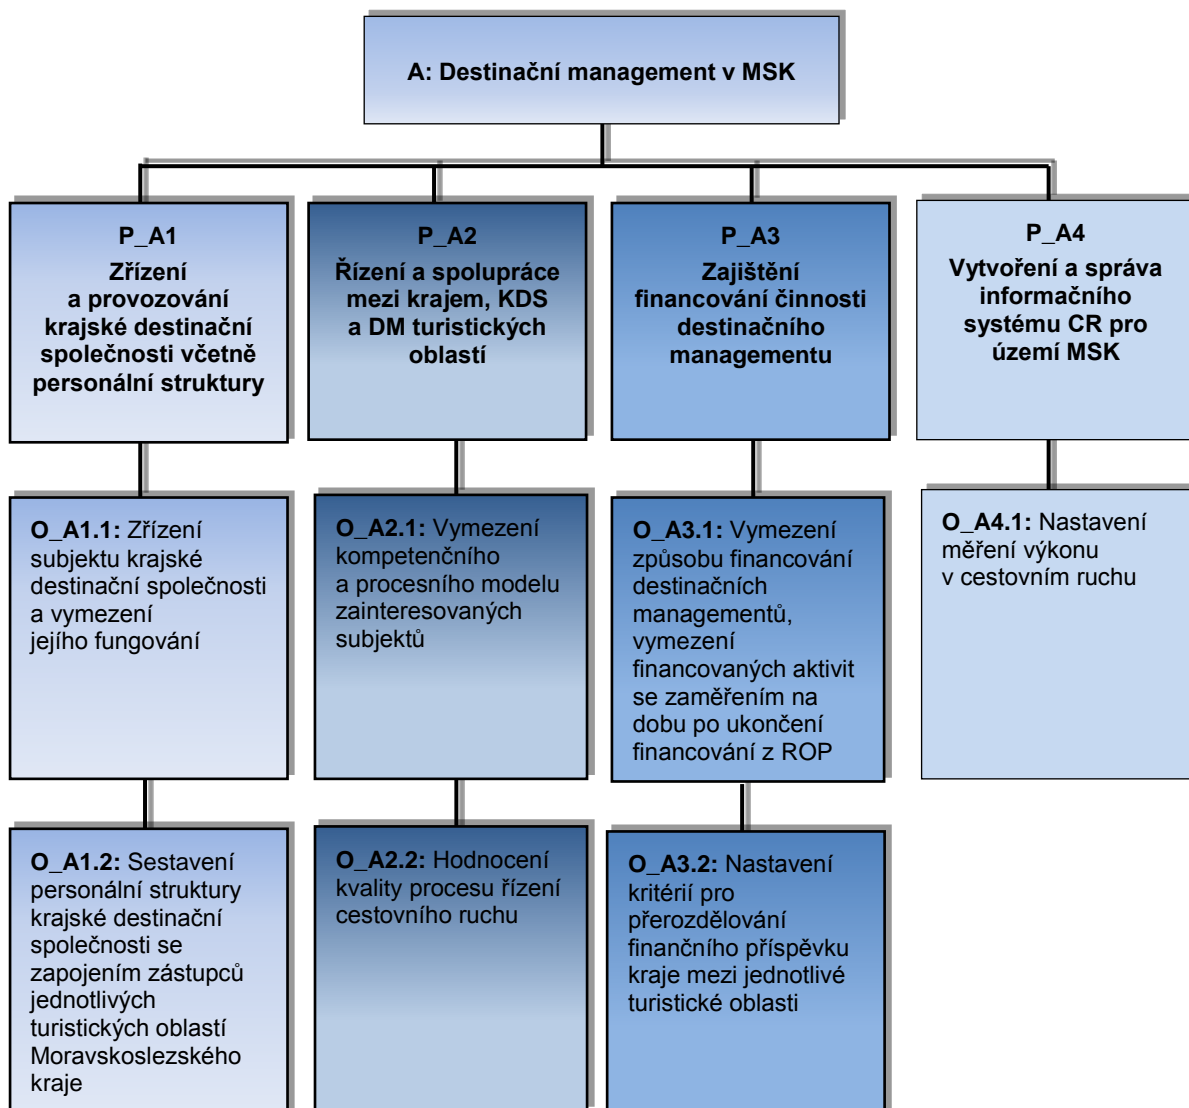 A: Destinační management v MSK
P_A1
Zřízení
a provozování
krajské destinační
společnosti včetně
personální struktury
P_A2
Řízení a spolupráce
mezi krajem, KDS
a DM turistických
oblastí
P_A3
Zajištění
financování činnosti
destinačního
managementu
P_A4
Vytvoření a správa
informačního
systému CR pro
území MSK
O_A1.1: Zřízení
subjektu krajské
destinační společnosti
a vymezení
jejího fungování
O_A2.1: Vymezení
kompetenčního
a procesního modelu
zainteresovaných
subjektů
O_A3.1: Vymezení
způsobu financování
destinačních
managementů,
vymezení
financovaných aktivit
se zaměřením na
dobu po ukončení
financování z ROP
O_A4.1: Nastavení
měření výkonu
v cestovním ruchu
O_A1.2: Sestavení
personální struktury
krajské destinační
společnosti se
zapojením zástupců
jednotlivých
turistických oblastí
Moravskoslezského
kraje
O_A2.2: Hodnocení
kvality procesu řízení
cestovního ruchu
O_A3.2: Nastavení
kritérií pro
přerozdělování
finančního příspěvku
kraje mezi jednotlivé
turistické oblasti